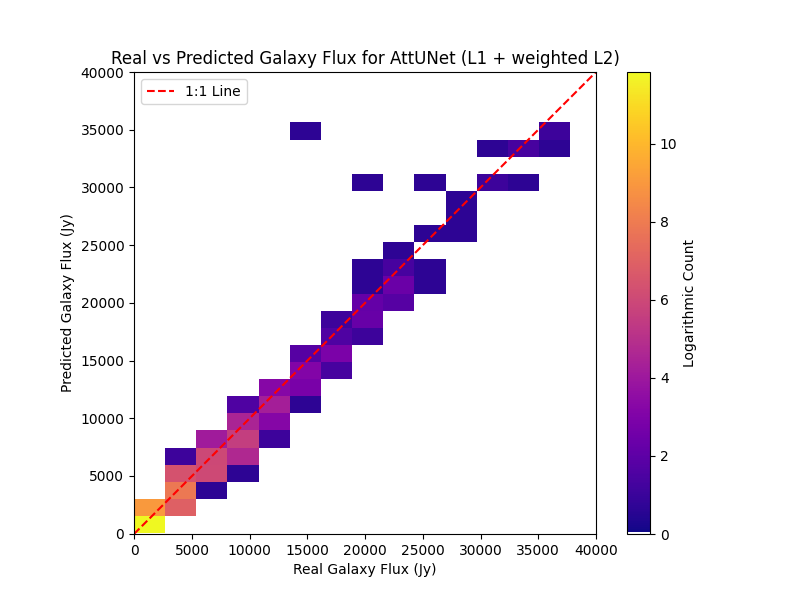 Real vs Predicted Galaxy Flux for AttUNet (L1 + weighted L2)
1:1 Line
40000
35000
30000
25000
20000
15000
10000
5000
0
Predicted Galaxy Flux (Jy)
0 5000 10000 15000 20000 25000 30000 35000 40000
Real Galaxy Flux (Jy)
10
8
6
4
2
0
Logarithmic Count